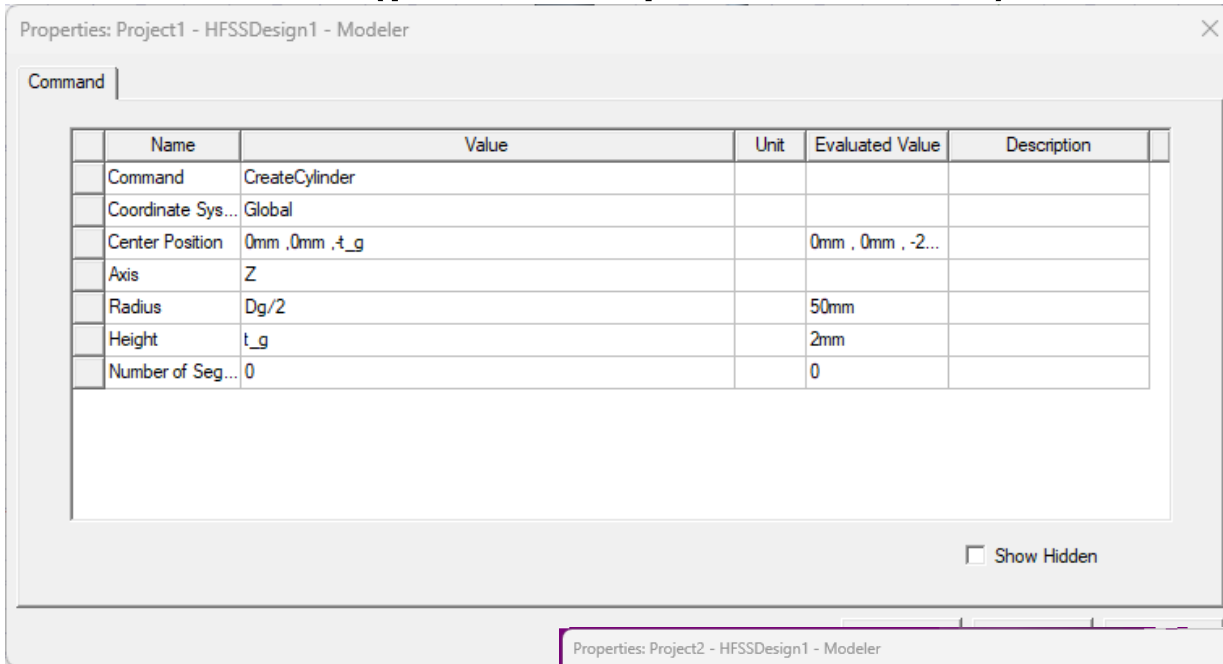 Properties: Project1 - HFSSDesign1 - Modeler
Command
Name Value Unit Evaluated Value Description
Command CreateCylinder
Coordinate Sys... Global
Center Position 0mm ,0mm ,-t_g 0mm , 0mm , -2...
Axis Z
Radius Dg/2 50mm
Height t_g 2mm
Number of Seg... 0 0
Show Hidden
Properties: Project2 - HFSSDesign1 - Modeler